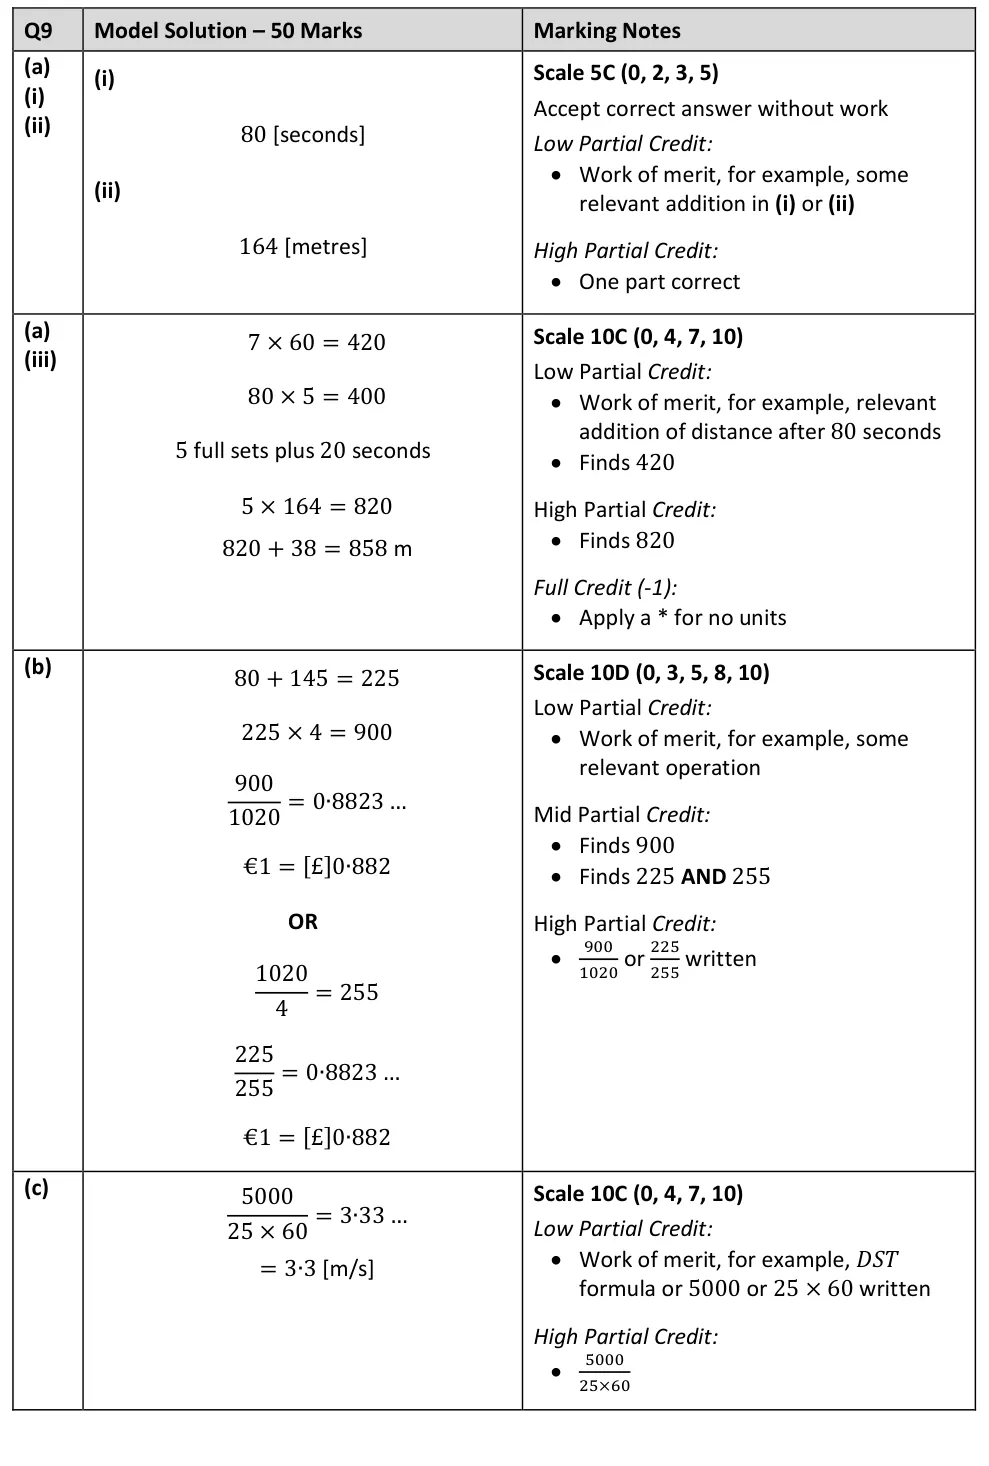 Q9 Model Solution – 50 Marks Marking Notes
(a)
(i)
(ii)
(i)
80 [seconds]
(ii)
164 [metres]
Scale 5C (0, 2, 3, 5)
Accept correct answer without work
Low Partial Credit:
• Work of merit, for example, some
relevant addition in (i) or (ii)
High Partial Credit:
• One part correct
(a)
(iii)
7 × 60 = 420
80 × 5 = 400
5 full sets plus 20 seconds
5 × 164 = 820
820 + 38 = 858 m
Scale 10C (0, 4, 7, 10)
Low Partial Credit:
• Work of merit, for example, relevant
addition of distance after 80 seconds
• Finds 420
High Partial Credit:
• Finds 820
Full Credit (-1):
• Apply a * for no units
(b)
80 + 145 = 225
225 × 4 = 900
900/1020 = 0·8823 …
€1 = [£]0·882
OR
1020/4 = 255
225/255 = 0·8823 …
€1 = [£]0·882
Scale 10D (0, 3, 5, 8, 10)
Low Partial Credit:
• Work of merit, for example, some
relevant operation
Mid Partial Credit:
• Finds 900
• Finds 225 AND 255
High Partial Credit:
• 900/1020 or 225/255 written
(c)
5000/(25 × 60) = 3·33 …
= 3·3 [m/s]
Scale 10C (0, 4, 7, 10)
Low Partial Credit:
• Work of merit, for example, DST
formula or 5000 or 25 × 60 written
High Partial Credit:
• 5000/(25×60)